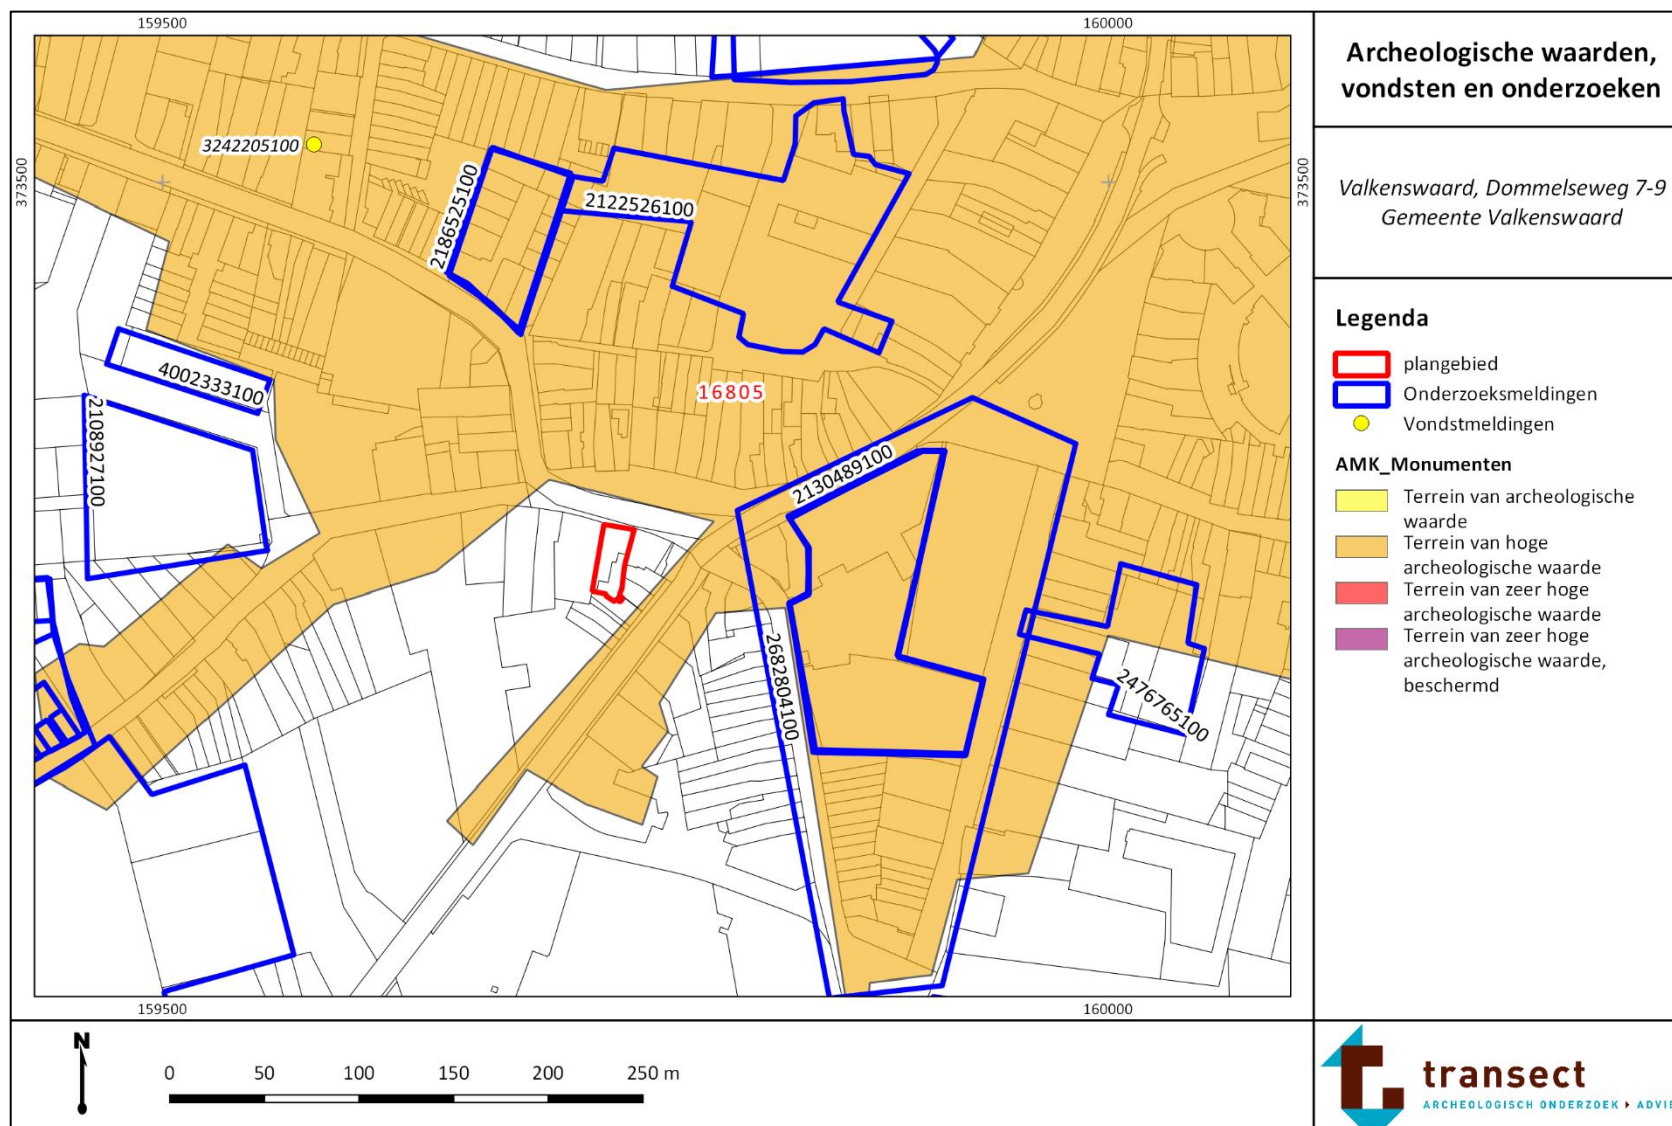 159500
160000
373500
373500
3242205100
2186525100
2122526100
4002333100
2108927100
16805
2130489100
2682804100
2476765100
159500
160000
Archeologische waarden,
vondsten en onderzoeken
Valkenswaard, Dommelseweg 7-9
Gemeente Valkenswaard
Legenda
plangebied
Onderzoeksmeldingen
Vondstmeldingen
AMK_Monumenten
Terrein van archeologische
waarde
Terrein van hoge
archeologische waarde
Terrein van zeer hoge
archeologische waarde
Terrein van zeer hoge
archeologische waarde,
beschermd
N
0 50 100 150 200 250 m
transect
ARCHEOLOGISCH ONDERZOEK ADVIE